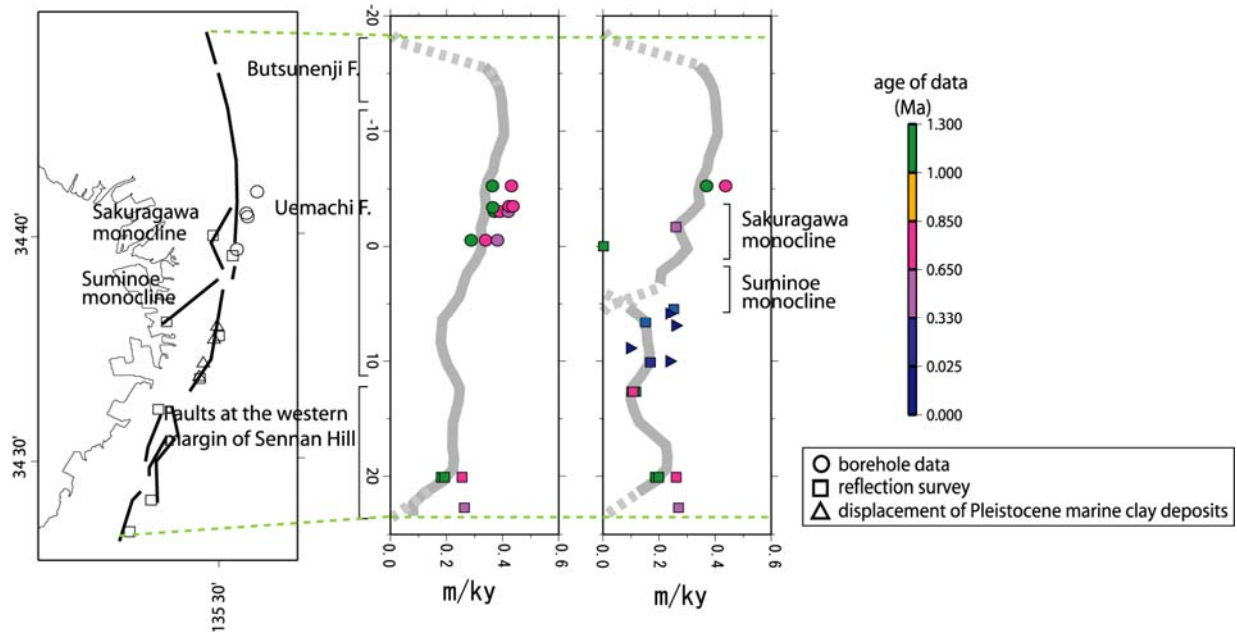 Butsunenji F.
Uemachi F.
Sakuragawa
monocline
Suminoe
monocline
Faults at the western
margin of Sennan Hill
34 40'
34 30'
135 30'
-20
-10
0
10
20
0.0
0.2
0.4
0.6
m/ky
Sakuragawa
monocline
Suminoe
monocline
0.0
0.2
0.4
0.6
m/ky
age of data
(Ma)
1.300
1.000
0.850
0.650
0.330
0.025
0.000
borehole data
reflection survey
displacement of Pleistocene marine clay deposits